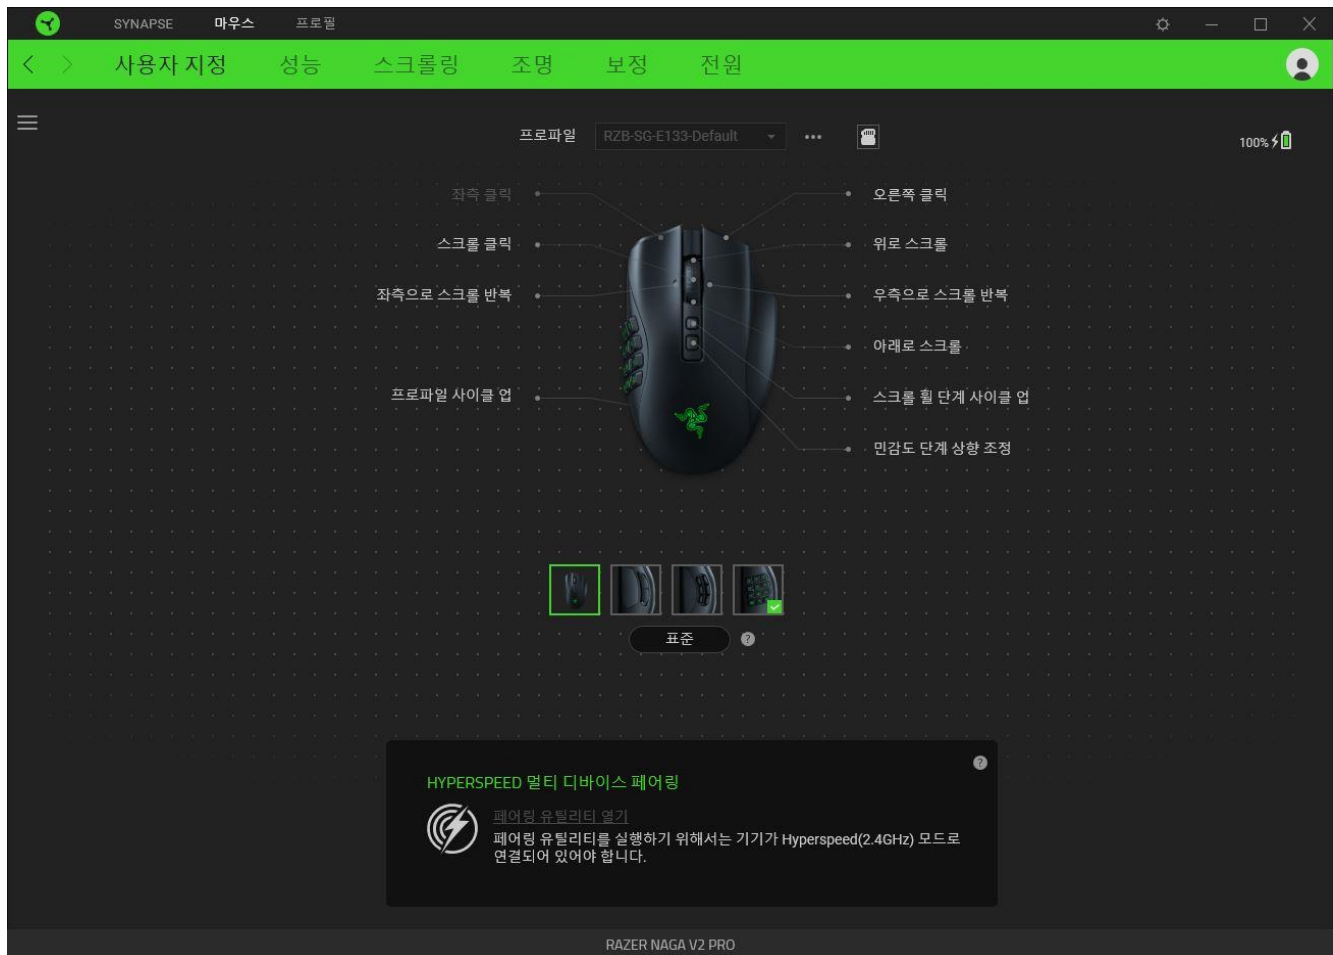 SYNAPSE 마우스 프로필
사용자 지정 성능 스크롤링 조명 보정 전원
프로파일 RZB-SG-E133-Default
100%
좌측 클릭
오른쪽 클릭
스크롤 클릭
위로 스크롤
좌측으로 스크롤 반복
우측으로 스크롤 반복
아래로 스크롤
프로파일 사이클 업
스크롤 휠 단계 사이클 업
민감도 단계 상향 조정
표준 ?
?
HYPERSPEED 멀티 디바이스 페어링
페어링 유틸리티 열기
페어링 유틸리티를 실행하기 위해서는 기기가 Hyperspeed(2.4GHz) 모드로
연결되어 있어야 합니다.
RAZER NAGA V2 PRO